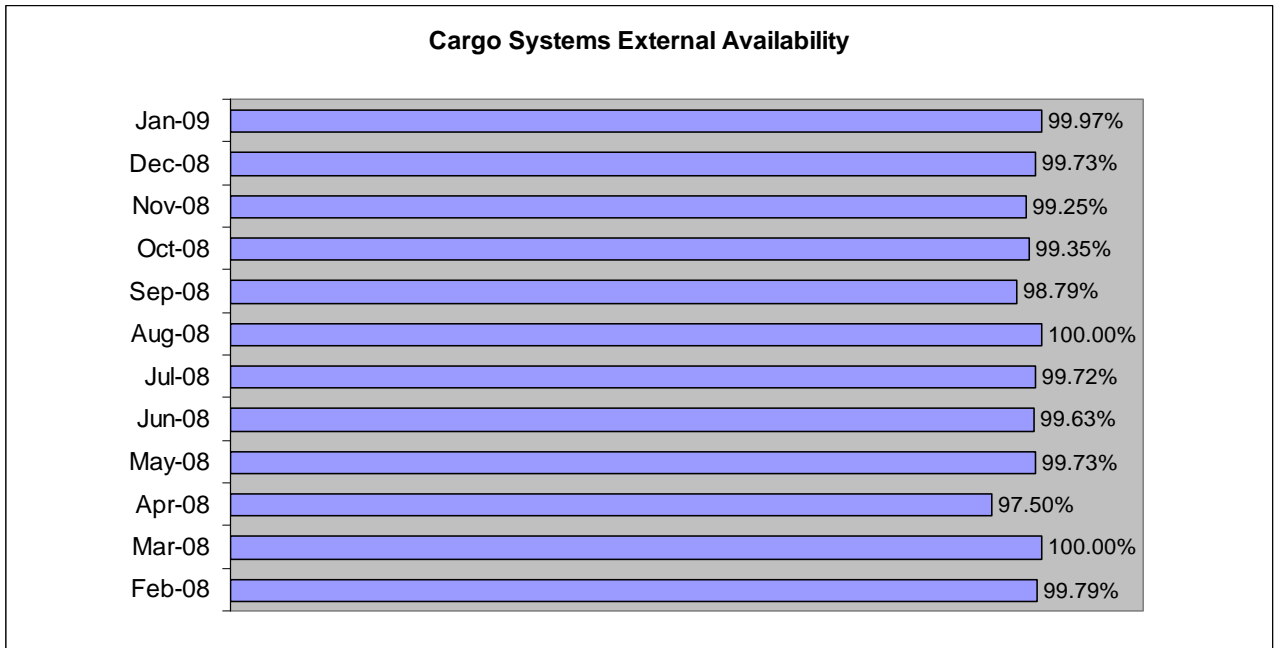 Cargo Systems External Availability
Jan-09 99.97%
Dec-08 99.73%
Nov-08 99.25%
Oct-08 99.35%
Sep-08 98.79%
Aug-08 100.00%
Jul-08 99.72%
Jun-08 99.63%
May-08 99.73%
Apr-08 97.50%
Mar-08 100.00%
Feb-08 99.79%